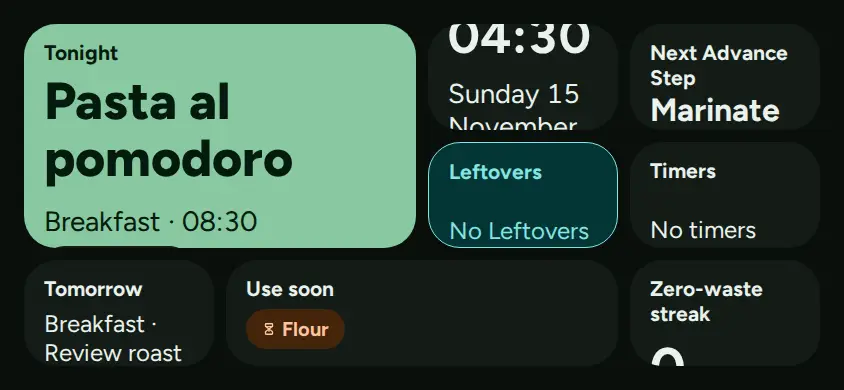 Tonight
Pasta al
pomodoro
Breakfast · 08:30
04:30
Sunday 15
November
Next Advance
Step
Marinate
Leftovers
No Leftovers
Timers
No timers
Tomorrow
Breakfast ·
Review roast
Use soon
Flour
Zero-waste
streak